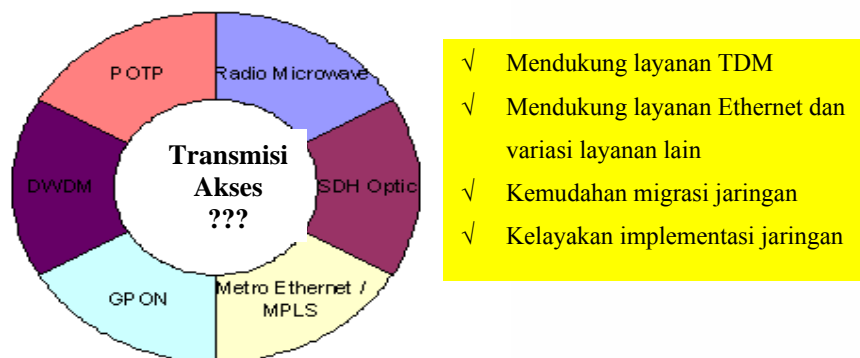 POTP
Radio Microwave
DWDM
Transmisi
Akses
???
SDH Optic
GPON
Metro Ethernet /
MPLS
√ Mendukung layanan TDM
√ Mendukung layanan Ethernet dan
variasi layanan lain
√ Kemudahan migrasi jaringan
√ Kelayakan implementasi jaringan